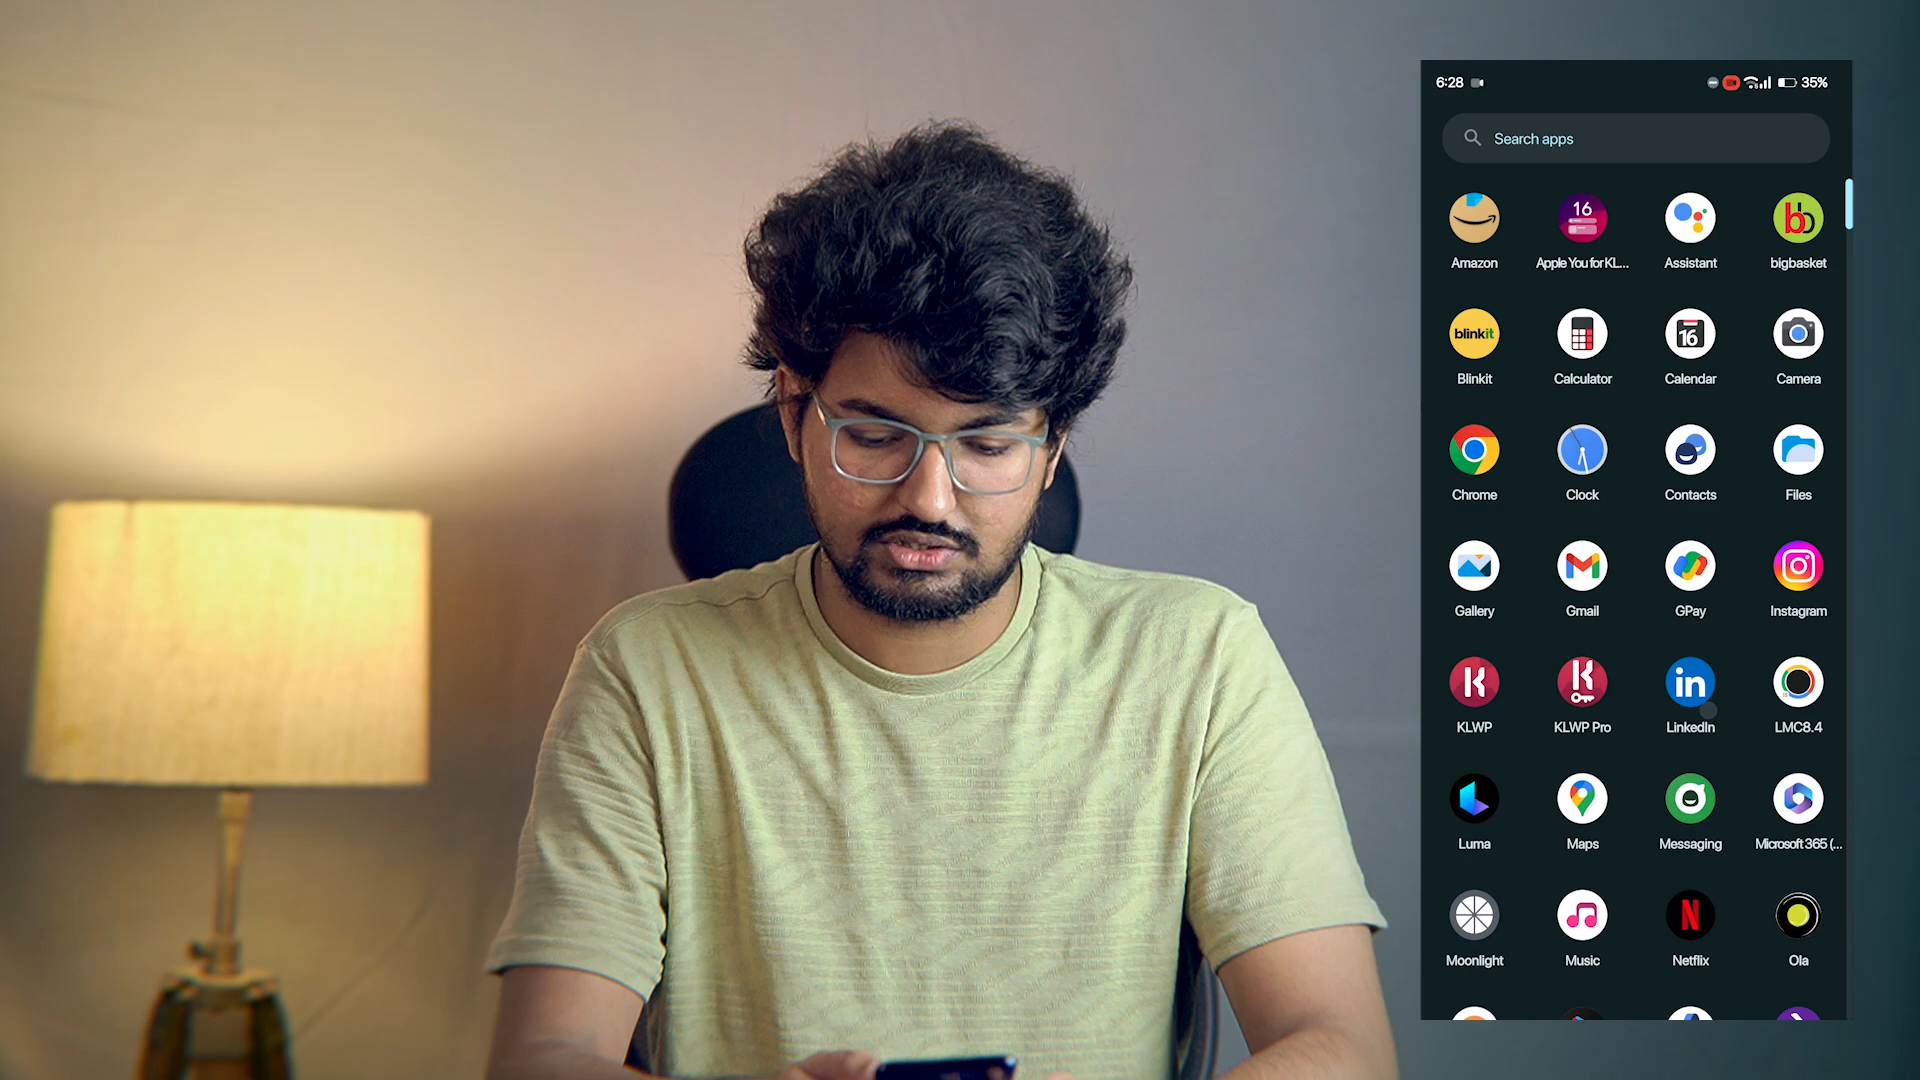 6:28 35%
Search apps
16
Amazon Apple You for KL... Assistant bigbasket
blinkit 16
Blinkit Calculator Calendar Camera
Chrome Clock Contacts Files
Gallery Gmail GPay Instagram
in
KLWP KLWP Pro LinkedIn LMC8.4
Luma Maps Messaging Microsoft 365 (...
Moonlight Music Netflix Ola